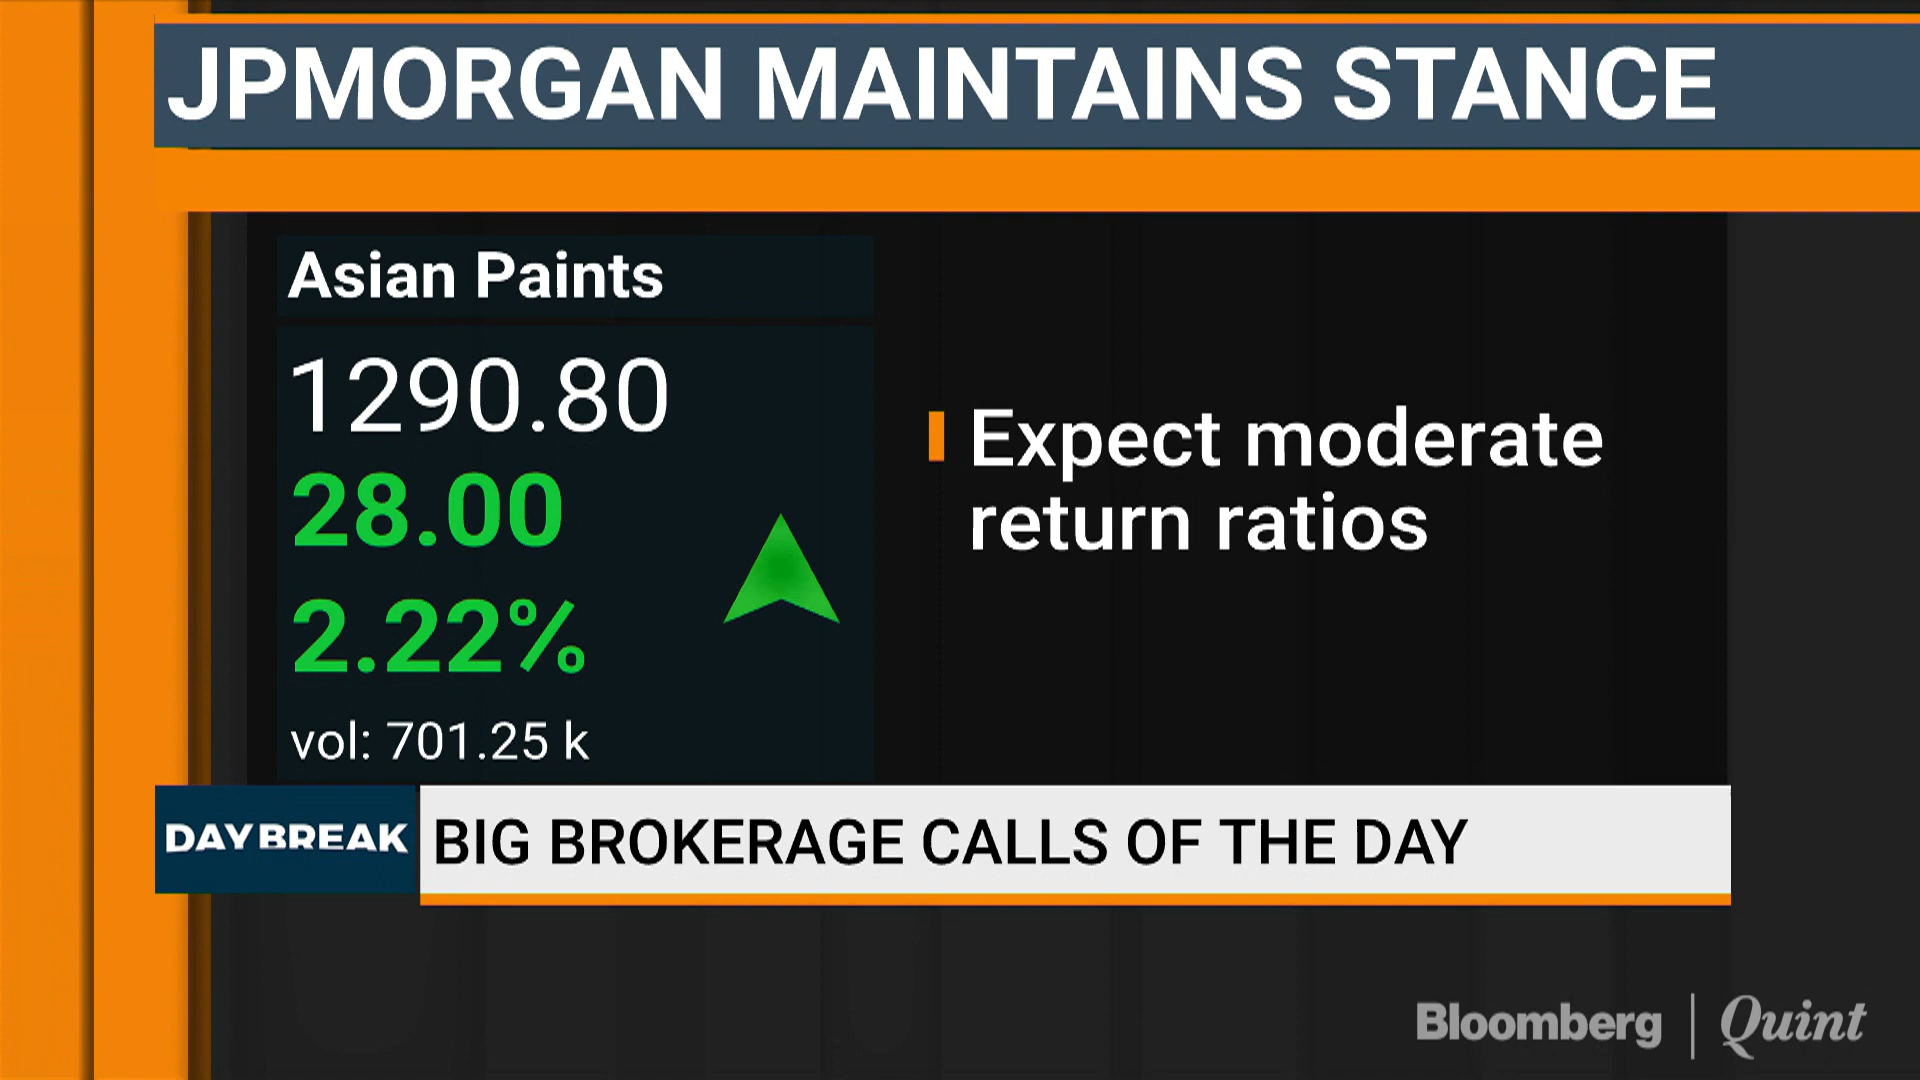 JPMORGAN MAINTAINS STANCE
Asian Paints
1290.80
28.00
2.22%
vol: 701.25 k
Expect moderate
return ratios
DAYBREAK
BIG BROKERAGE CALLS OF THE DAY
Bloomberg | Quint